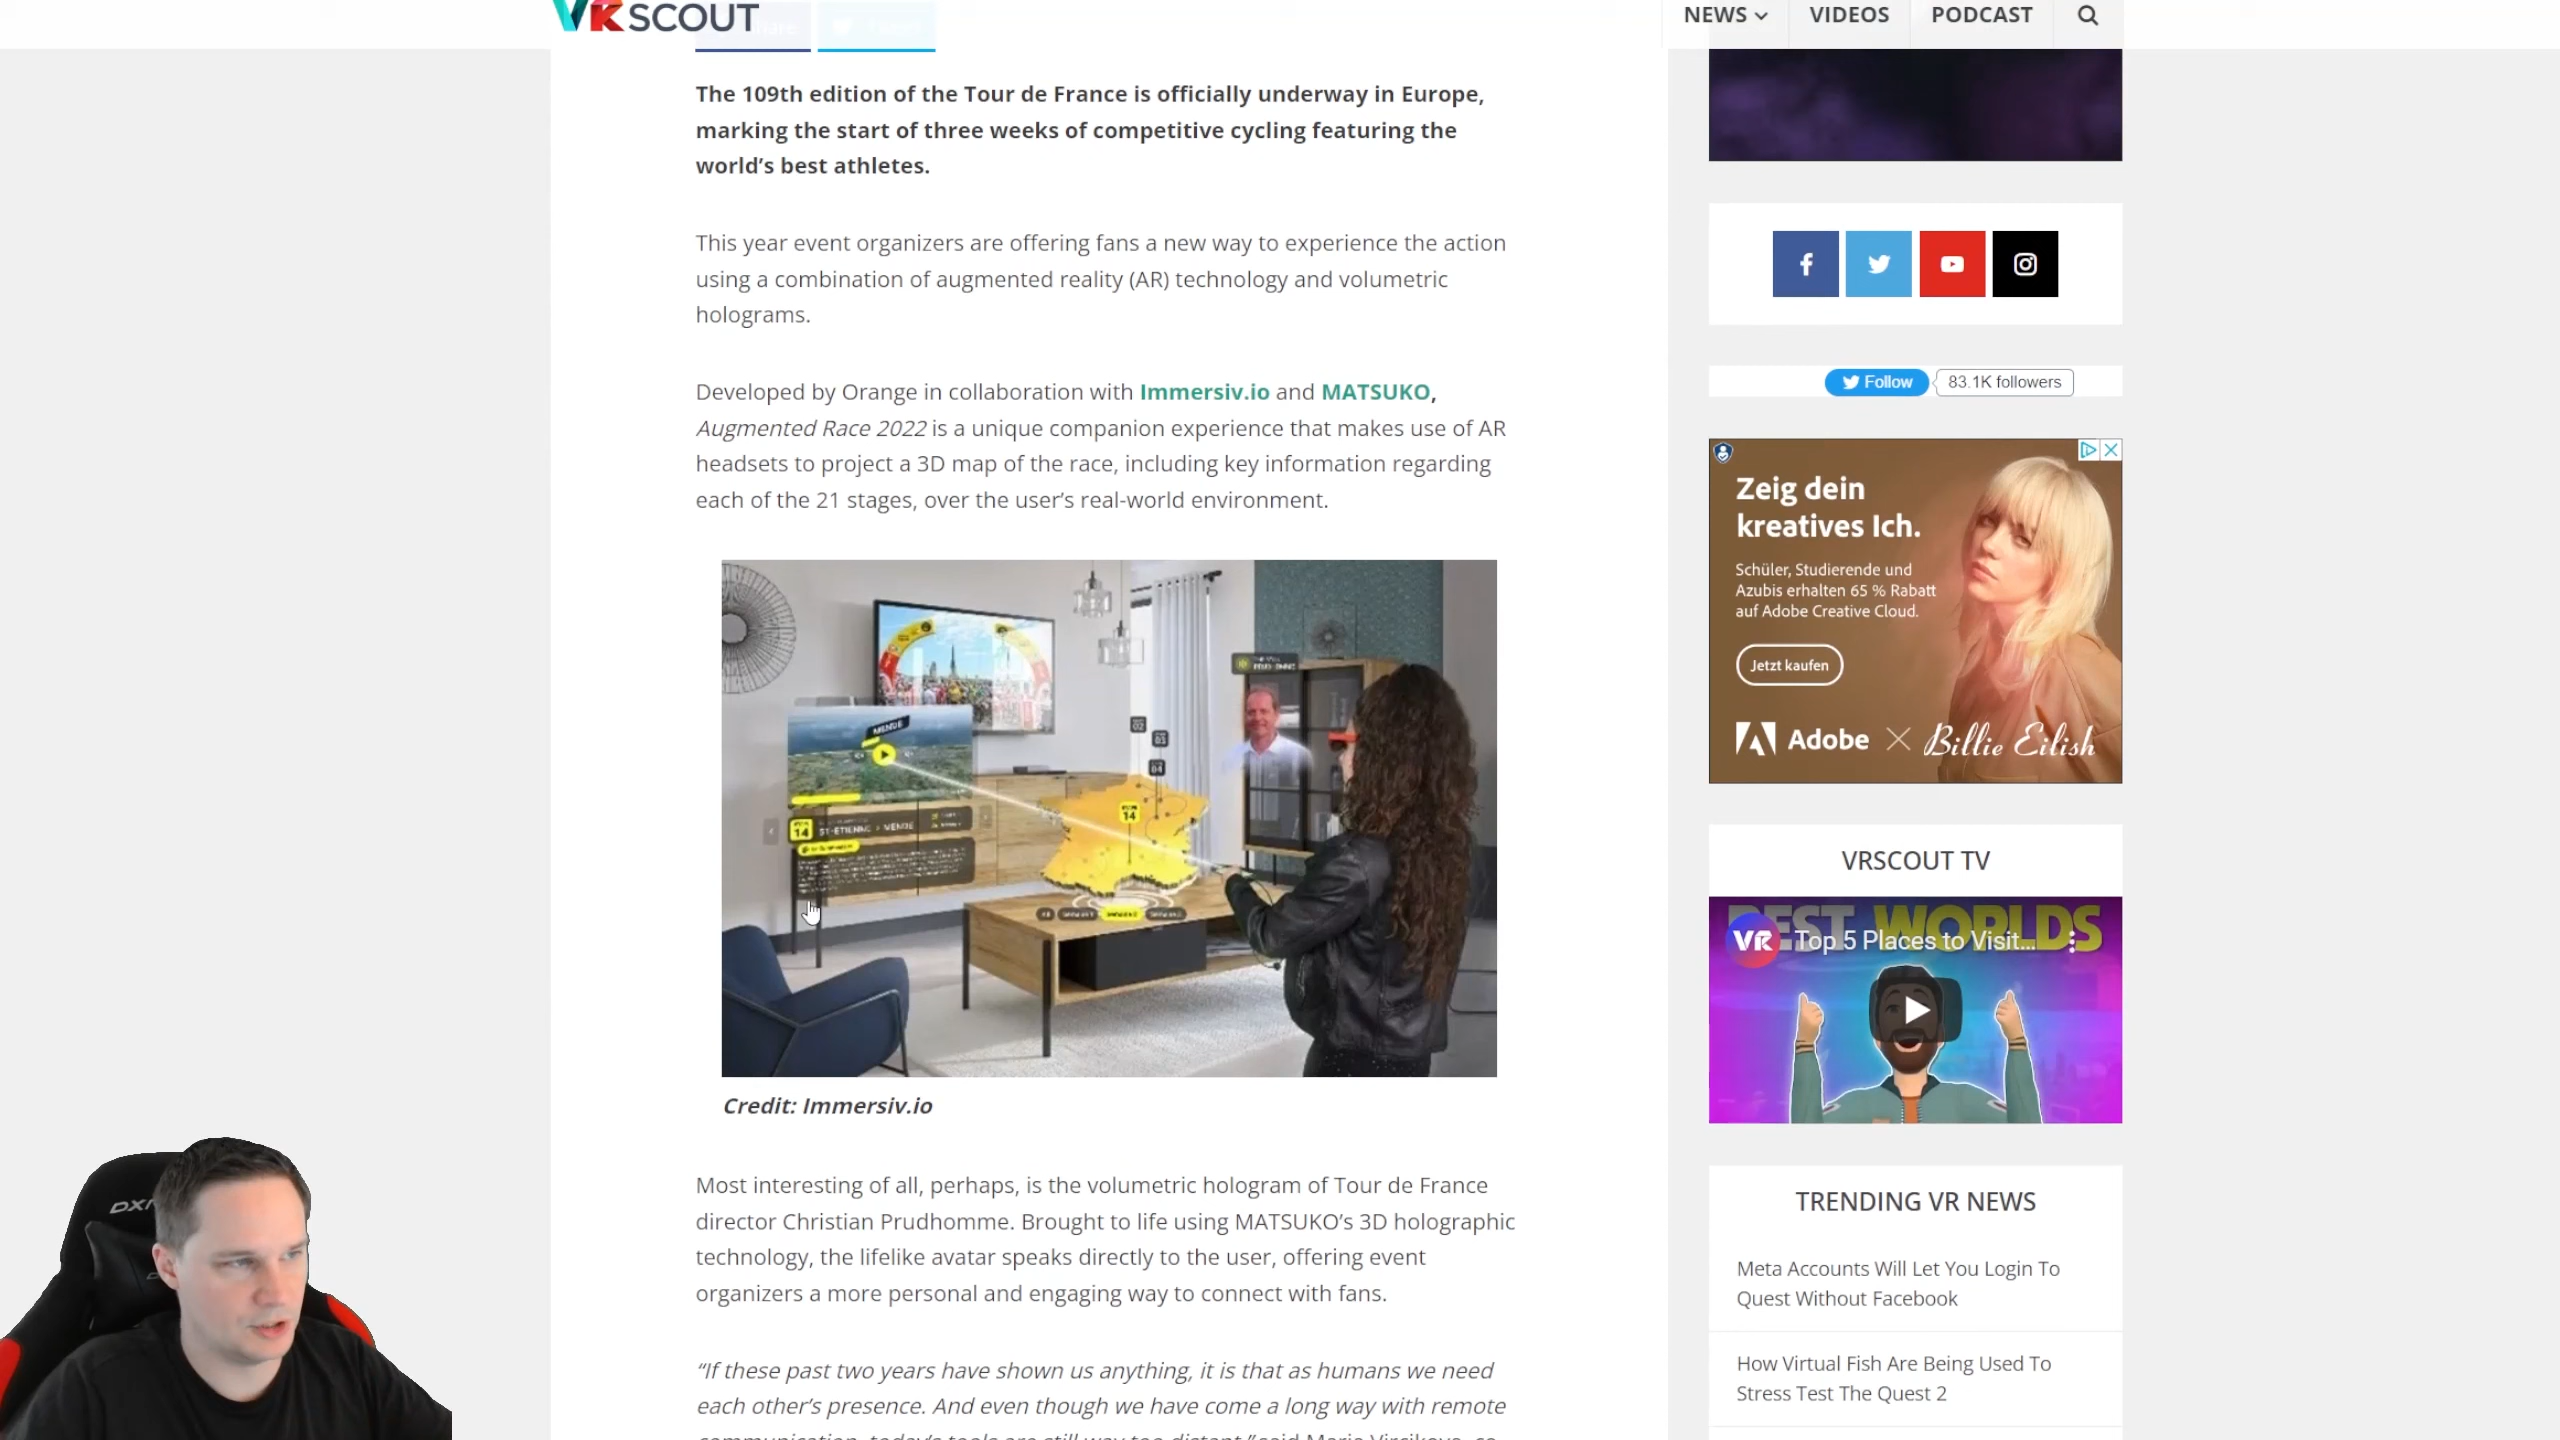 VRSCOUT
NEWS
VIDEOS
PODCAST
The 109th edition of the Tour de France is officially underway in Europe,
marking the start of three weeks of competitive cycling featuring the
world’s best athletes.
This year event organizers are offering fans a new way to experience the action
using a combination of augmented reality (AR) technology and volumetric
holograms.
Developed by Orange in collaboration with Immersiv.io and MATSUKO,
Augmented Race 2022 is a unique companion experience that makes use of AR
headsets to project a 3D map of the race, including key information regarding
each of the 21 stages, over the user’s real-world environment.
MENDE
02
03
04
14
14
ST-ETIENNE > MENDE
Credit: Immersiv.io
Most interesting of all, perhaps, is the volumetric hologram of Tour de France
director Christian Prudhomme. Brought to life using MATSUKO’s 3D holographic
technology, the lifelike avatar speaks directly to the user, offering event
organizers a more personal and engaging way to connect with fans.
“If these past two years have shown us anything, it is that as humans we need
each other’s presence. And even though we have come a long way with remote
Follow
83.1K followers
Zeig dein
kreatives Ich.
Schüler, Studierende und
Azubis erhalten 65 % Rabatt
auf Adobe Creative Cloud.
Jetzt kaufen
Adobe × Billie Eilish
VRSCOUT TV
BEST WORLDS
VR
Top 5 Places to Visit...
TRENDING VR NEWS
Meta Accounts Will Let You Login To
Quest Without Facebook
How Virtual Fish Are Being Used To
Stress Test The Quest 2